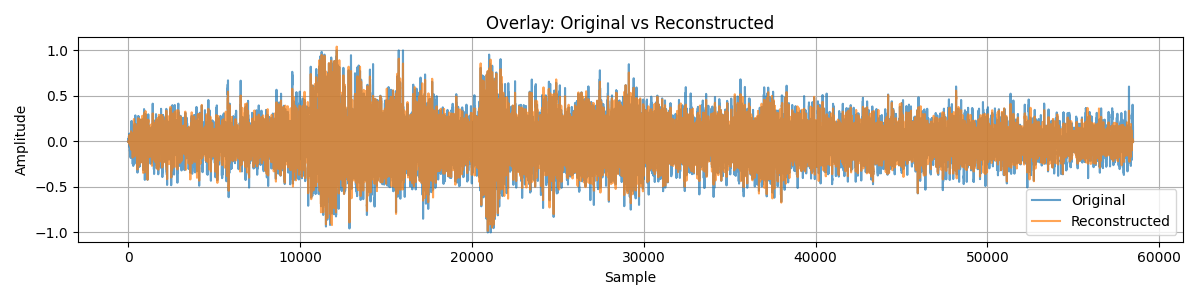 Overlay: Original vs Reconstructed
1.0
0.5
0.0
−0.5
−1.0
Amplitude
Original
Reconstructed
0 10000 20000 30000 40000 50000 60000
Sample